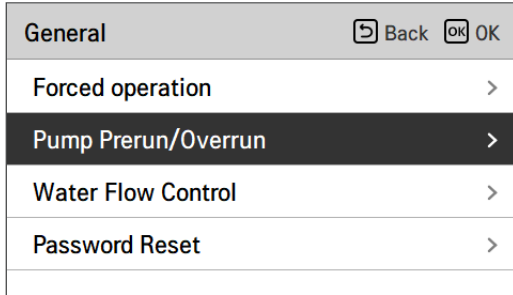 General Back OK OK
Forced operation
Pump Prerun/Overrun
Water Flow Control
Password Reset